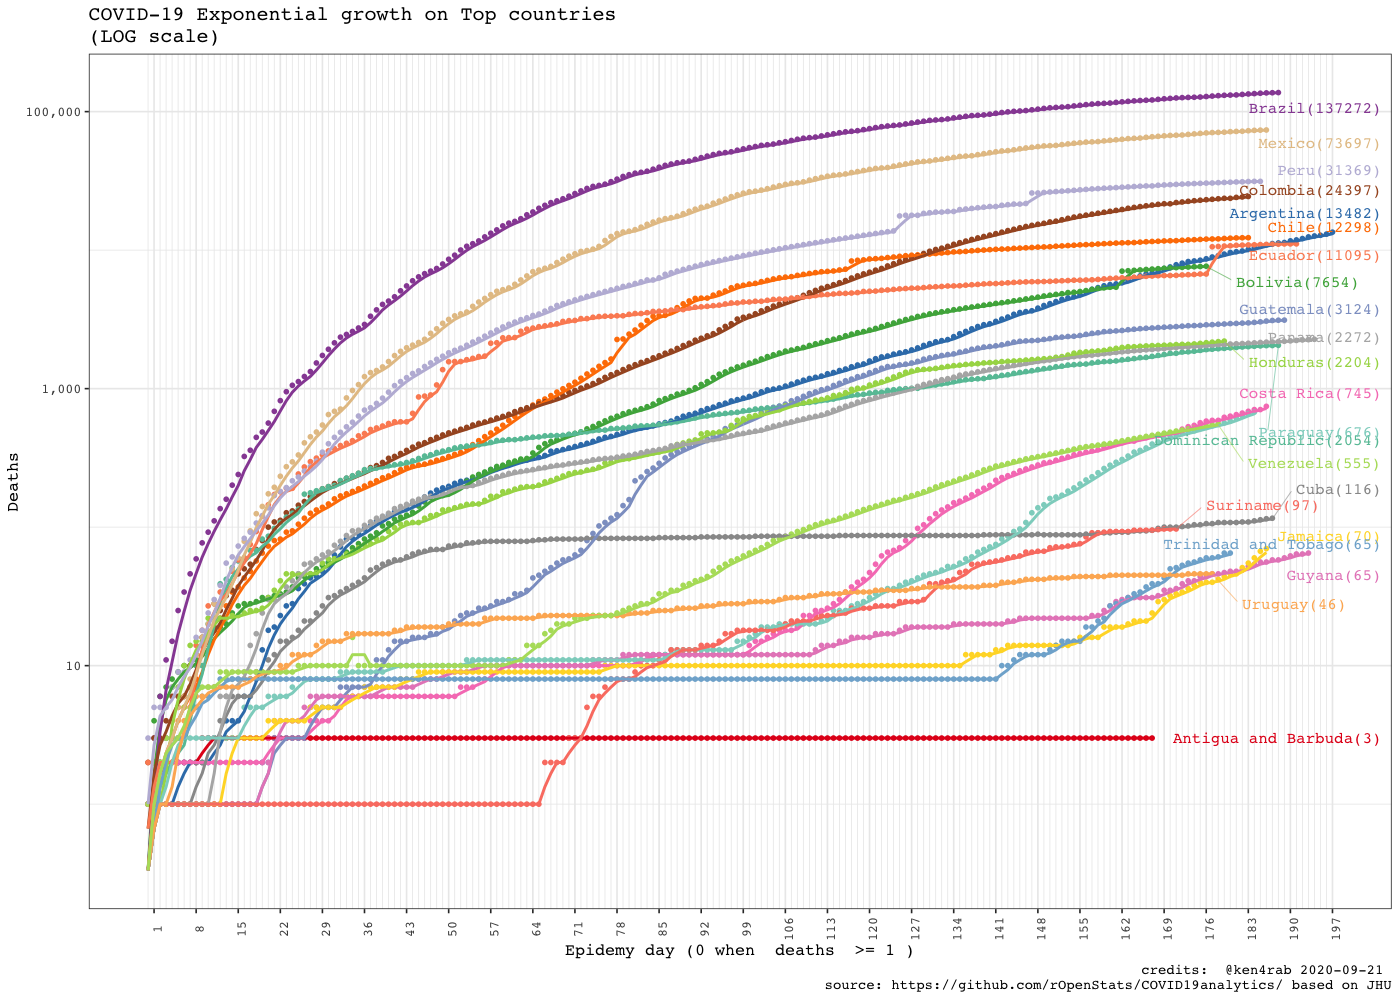 COVID-19 Exponential growth on Top countries
(LOG scale)
Deaths
100,000
1,000
10
Brazil(137272)
Mexico(73697)
Peru(31369)
Colombia(24397)
Argentina(13482)
Chile(12298)
Ecuador(11095)
Bolivia(7654)
Guatemala(3124)
Panama(2272)
Honduras(2204)
Costa Rica(745)
Paraguay(676)
Dominican Republic(2054)
Venezuela(555)
Cuba(116)
Suriname(97)
Jamaica(70)
Trinidad and Tobago(65)
Guyana(65)
Uruguay(46)
Antigua and Barbuda(3)
1 8 15 22 29 36 43 50 57 64 71 78 85 92 99 106 113 120 127 134 141 148 155 162 169 176 183 190 197
Epidemy day (0 when  deaths  >= 1 )
credits:  @ken4rab 2020-09-21
source: https://github.com/rOpenStats/COVID19analytics/ based on JHU